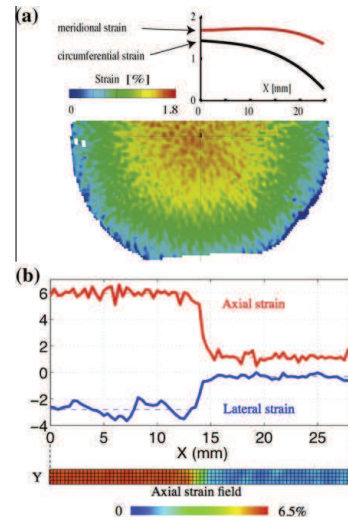 (a)
meridional strain
circumferential strain
2
1
0
0 10 20
X [mm]
Strain [%]
0 1.8
(b)
6
4
2
0
−2
−4
Axial strain
Lateral strain
0 5 10 15 20 25
X (mm)
Y
Axial strain field
0 6.5%